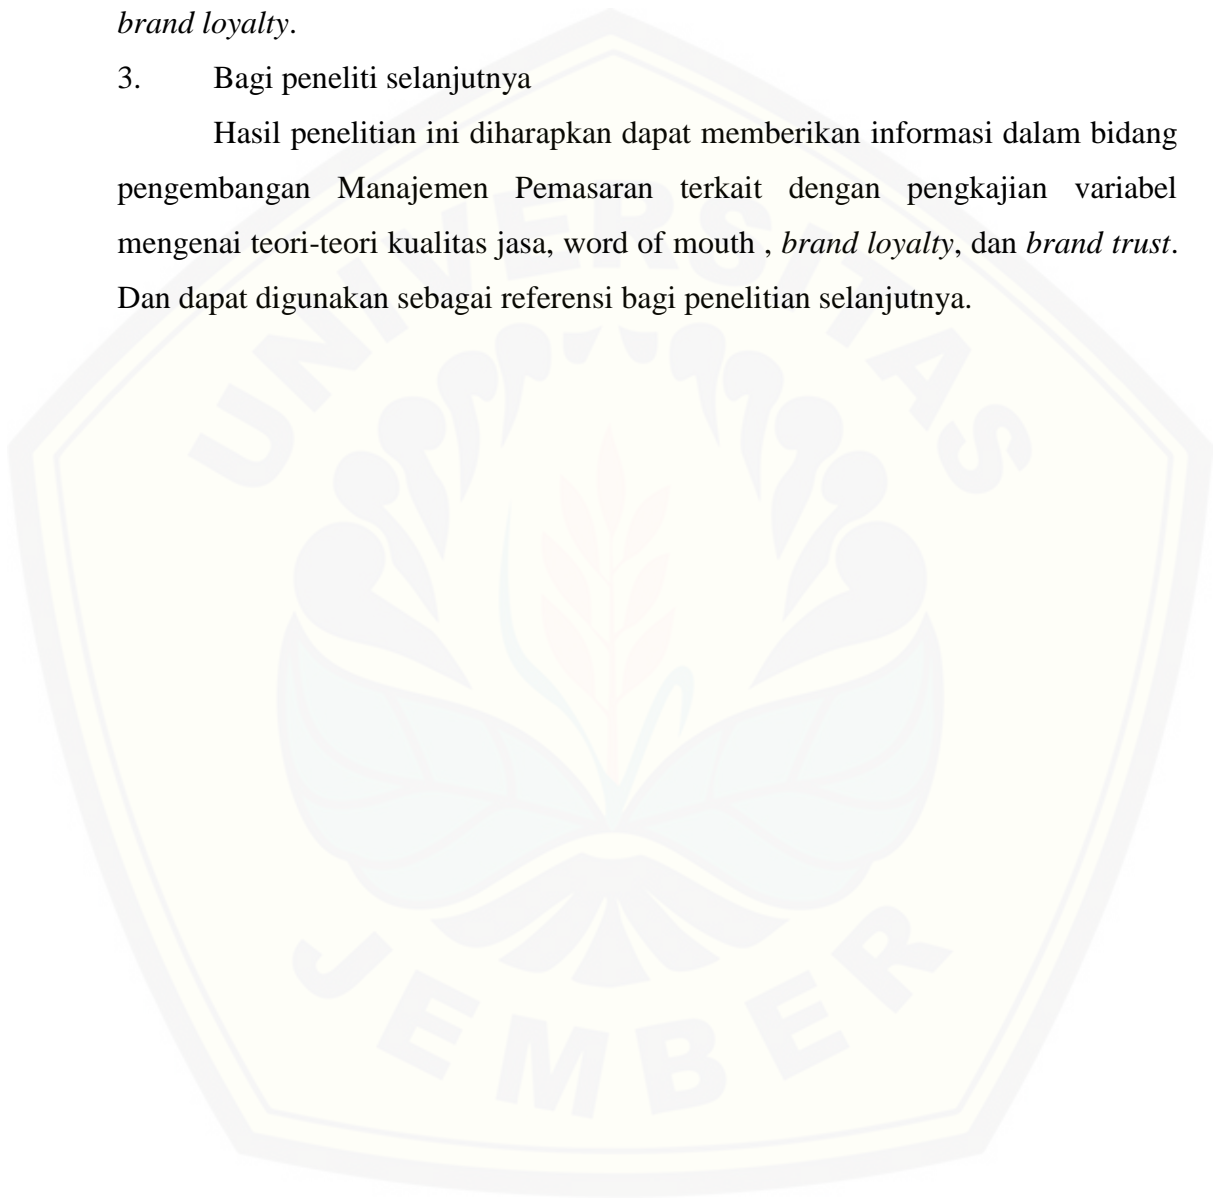 brand loyalty.
3. Bagi peneliti selanjutnya
Hasil penelitian ini diharapkan dapat memberikan informasi dalam bidang
pengembangan Manajemen Pemasaran terkait dengan pengkajian variabel
mengenai teori-teori kualitas jasa, word of mouth , brand loyalty, dan brand trust.
Dan dapat digunakan sebagai referensi bagi penelitian selanjutnya.
UNIVERSITAS
JEMBER